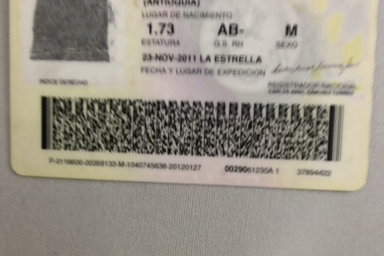 (ANTIOQUIA)
LUGAR DE NACIMIENTO
1.73 AB- M
ESTATURA G.S. RH SEXO
23-NOV-2011 LA ESTRELLA
FECHA Y LUGAR DE EXPEDICION
INDICE DERECHO
REGISTRADOR NACIONAL
P-0118600-00358133-M-1040745638-20120127 0029061230A 1 37894422